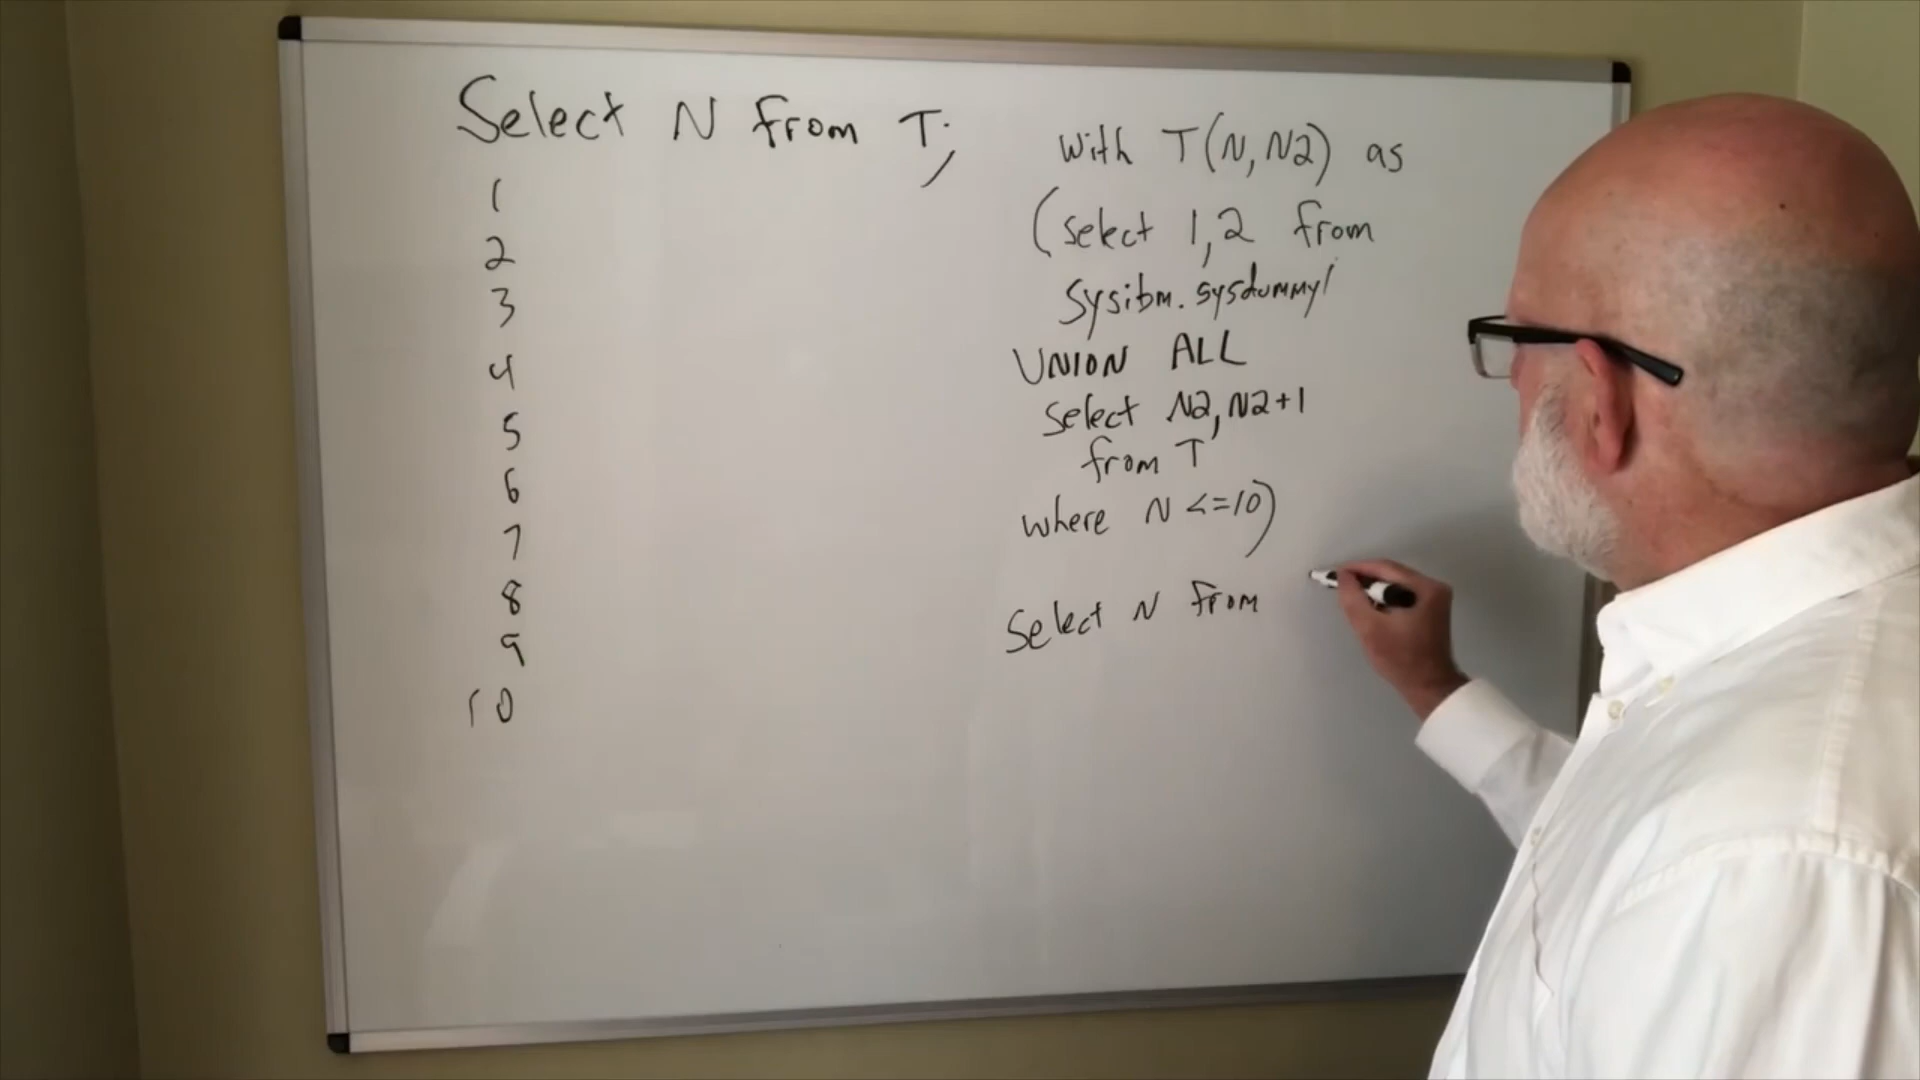 Select N from T;
1
2
3
4
5
6
7
8
9
10
With T(N,N2) as
(select 1,2 from
sysibm.sysdummy1
UNION ALL
select N2,N2+1
from T
where N <=10)
Select N from